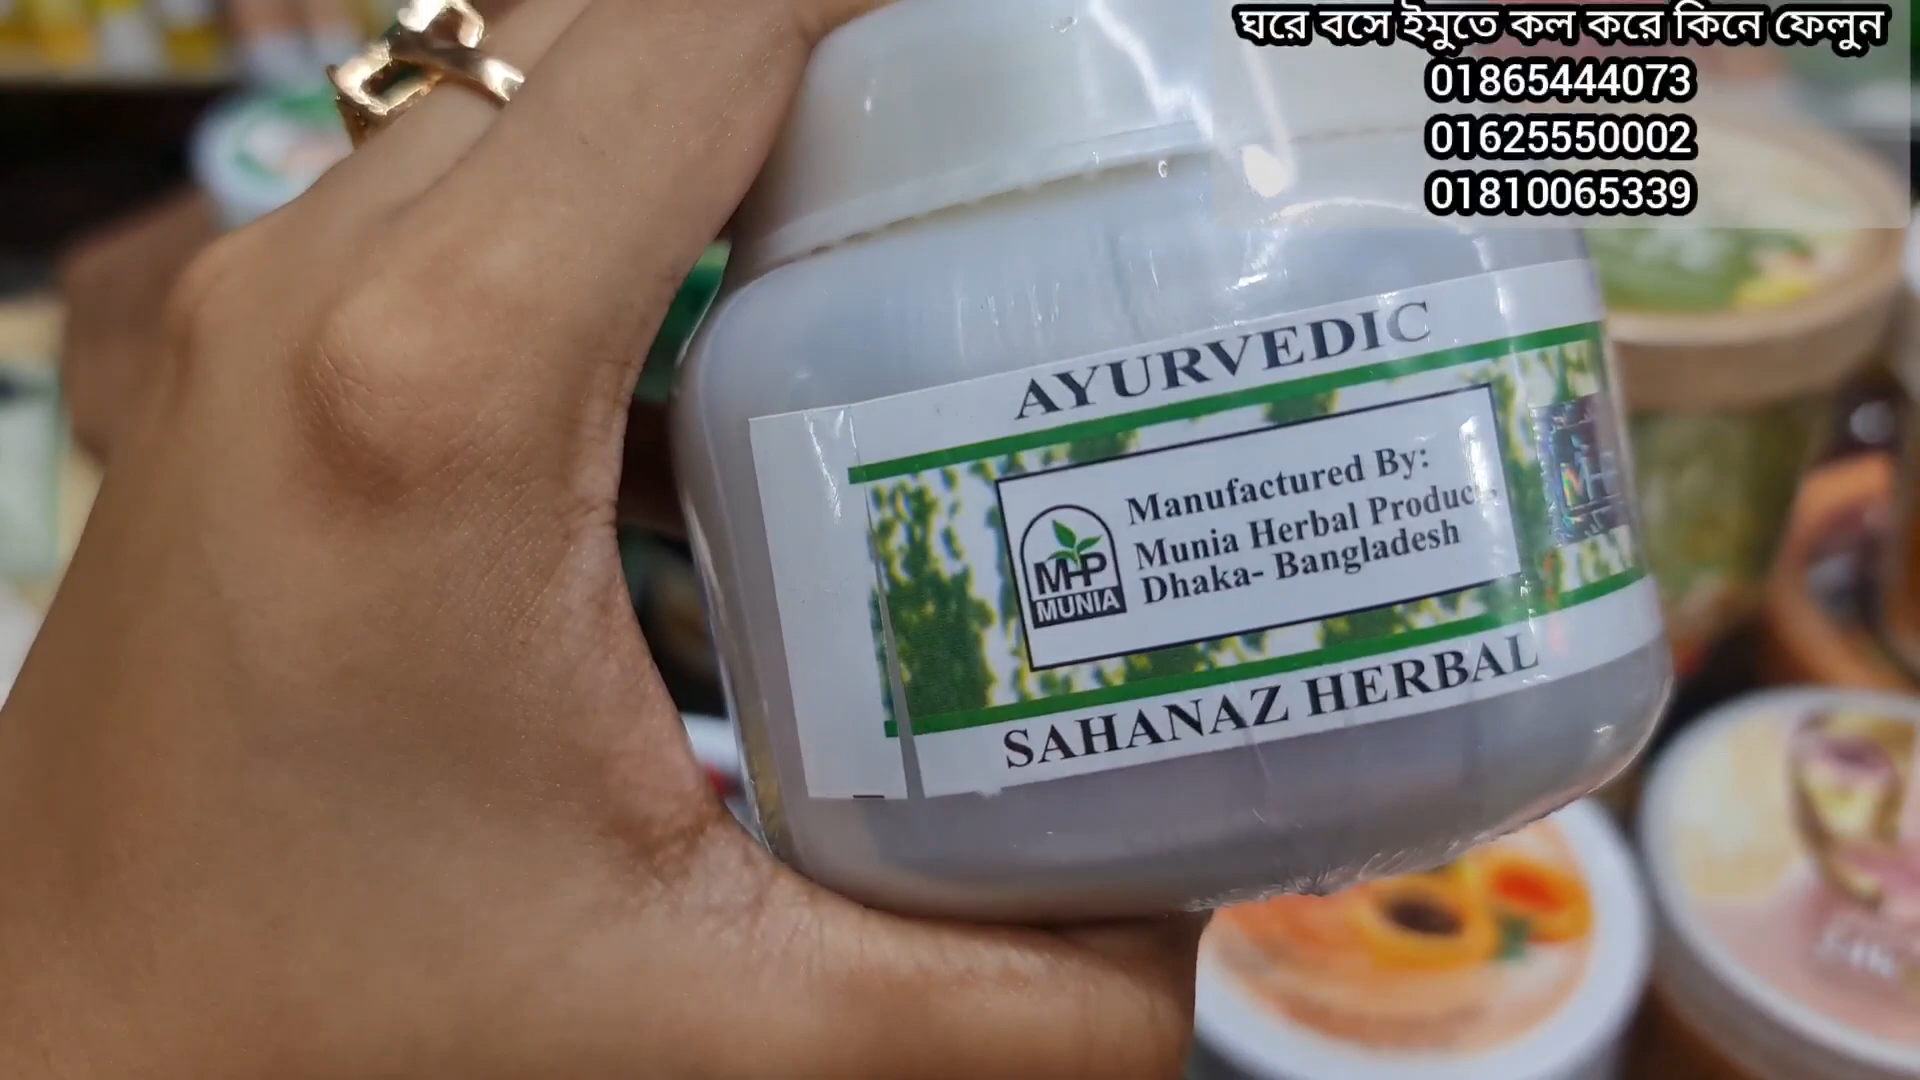 ঘরে বসে ইমুতে কল করে কিনে ফেলুন
01865444073
01625550002
01810065339
AYURVEDIC
Manufactured By:
Munia Herbal
Dhaka- Bangladesh
MHP
MUNIA
SAHANAZ HERBAL